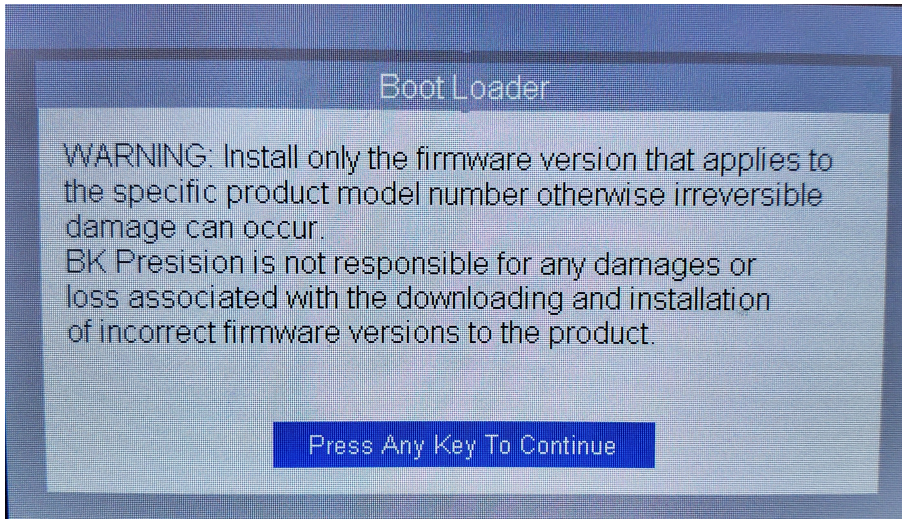 Boot Loader
WARNING: Install only the firmware version that applies to
the specific product model number otherwise irreversible
damage can occur.
BK Presision is not responsible for any damages or
loss associated with the downloading and installation
of incorrect firmware versions to the product.
Press Any Key To Continue